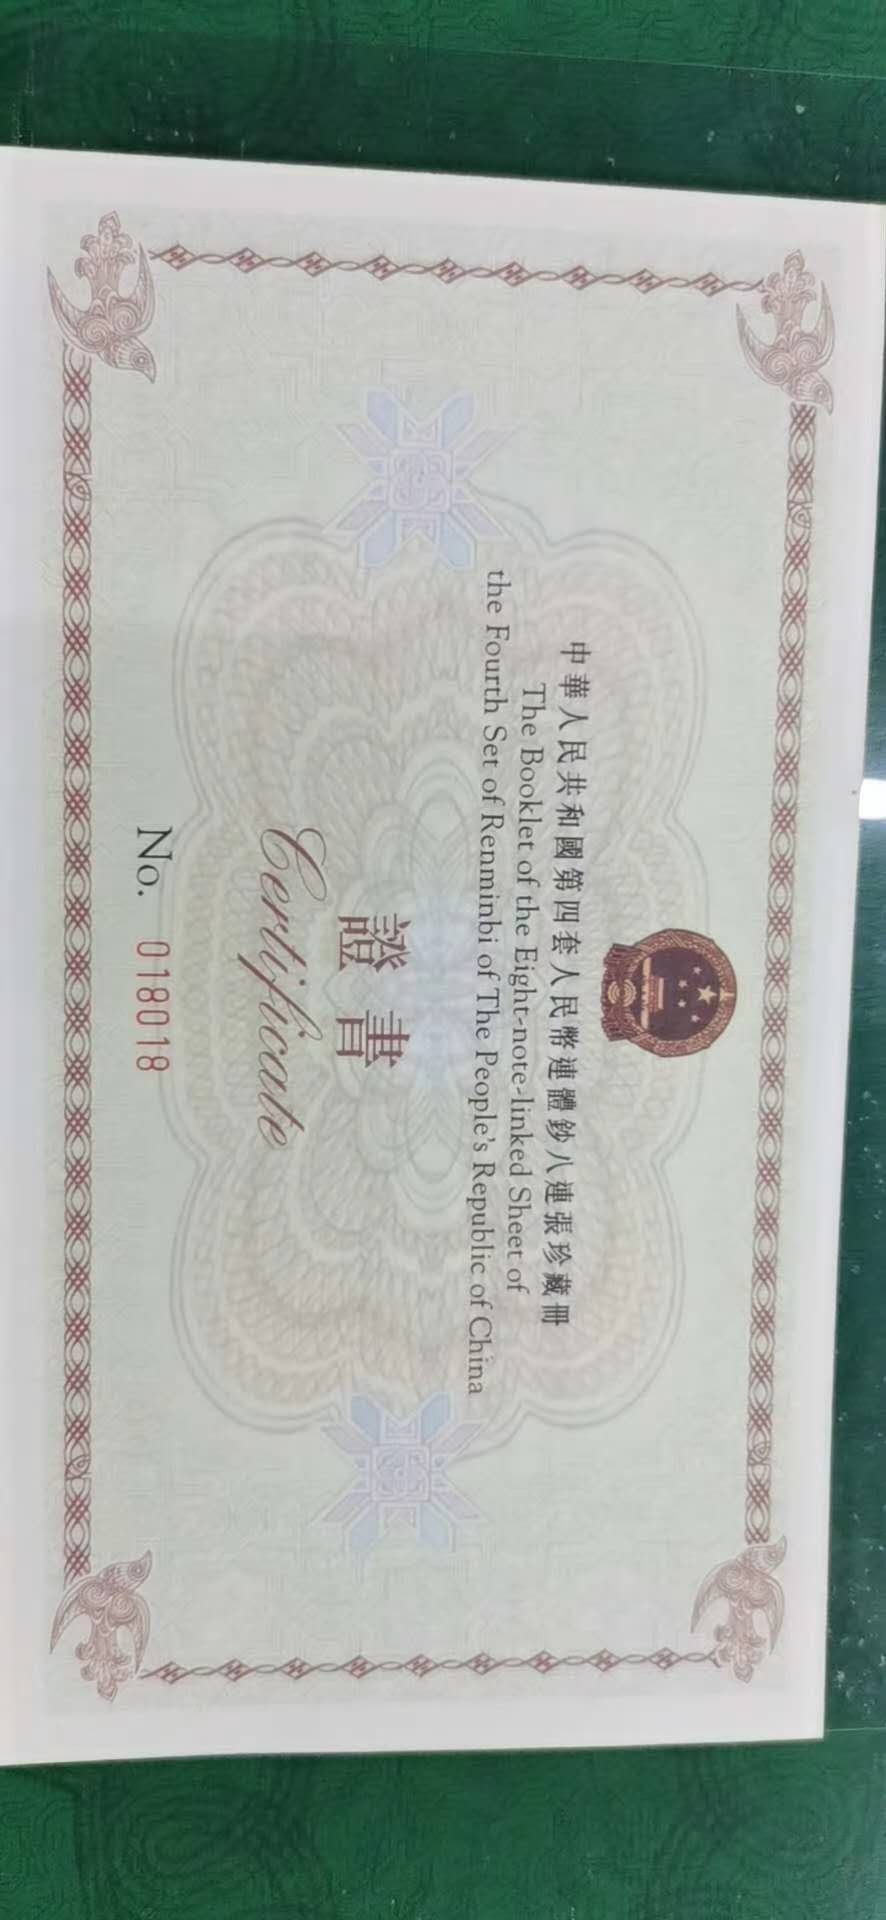 中華人民共和國第四套人民幣連體鈔八連張珍藏冊
The Booklet of the Eight-note-linked Sheet of
the Fourth Set of Renminbi of The People's Republic of China
證書
Certificate
No. 018018